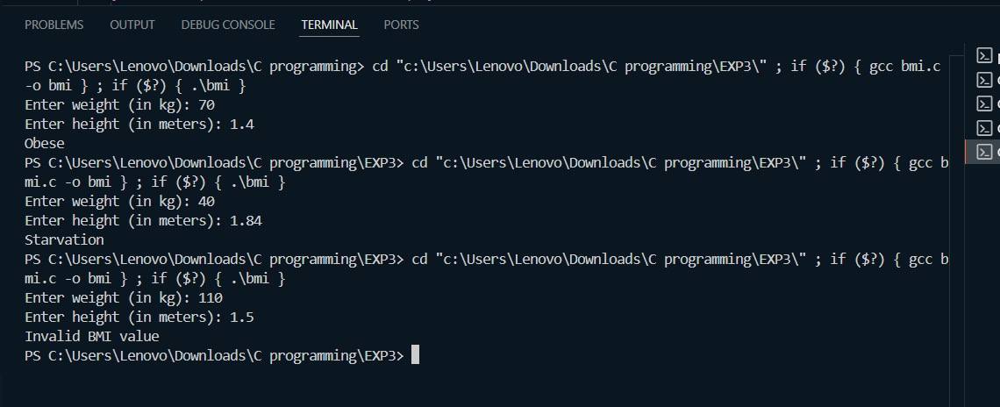 PROBLEMS OUTPUT DEBUG CONSOLE TERMINAL PORTS
PS C:\Users\Lenovo\Downloads\C programming> cd "c:\Users\Lenovo\Downloads\C programming\EXP3\" ; if ($?) { gcc bmi.c
-o bmi } ; if ($?) { .\bmi }
Enter weight (in kg): 70
Enter height (in meters): 1.4
Obese
PS C:\Users\Lenovo\Downloads\C programming\EXP3> cd "c:\Users\Lenovo\Downloads\C programming\EXP3\" ; if ($?) { gcc b
mi.c -o bmi } ; if ($?) { .\bmi }
Enter weight (in kg): 40
Enter height (in meters): 1.84
Starvation
PS C:\Users\Lenovo\Downloads\C programming\EXP3> cd "c:\Users\Lenovo\Downloads\C programming\EXP3\" ; if ($?) { gcc b
mi.c -o bmi } ; if ($?) { .\bmi }
Enter weight (in kg): 110
Enter height (in meters): 1.5
Invalid BMI value
PS C:\Users\Lenovo\Downloads\C programming\EXP3>